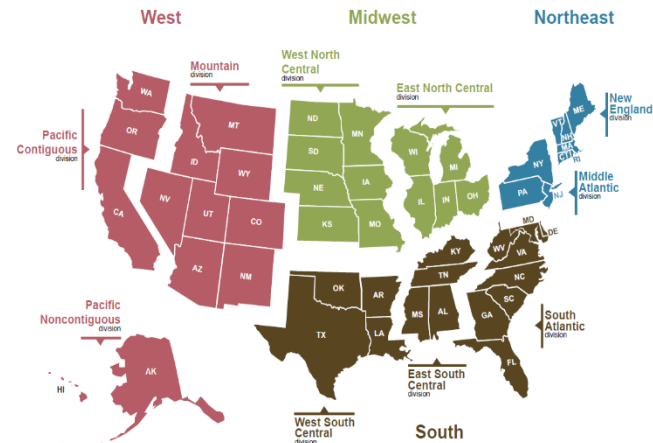 West
Midwest
Northeast
Mountain
division
West North
Central
division
East North Central
division
New
England
division
Pacific
Contiguous
division
Middle
Atlantic
division
WA
OR
CA
MT
ID
WY
NV
UT
CO
AZ
NM
ND
MN
SD
NE
IA
KS
MO
WI
MI
IL
IN
OH
ME
VT
NH
MA
CT
RI
NY
PA
NJ
MD
DE
WV
VA
KY
TN
NC
SC
OK
AR
TX
LA
MS
AL
GA
FL
South
Atlantic
division
Pacific
Noncontiguous
division
HI
AK
East South
Central
division
West South
Central
division
South